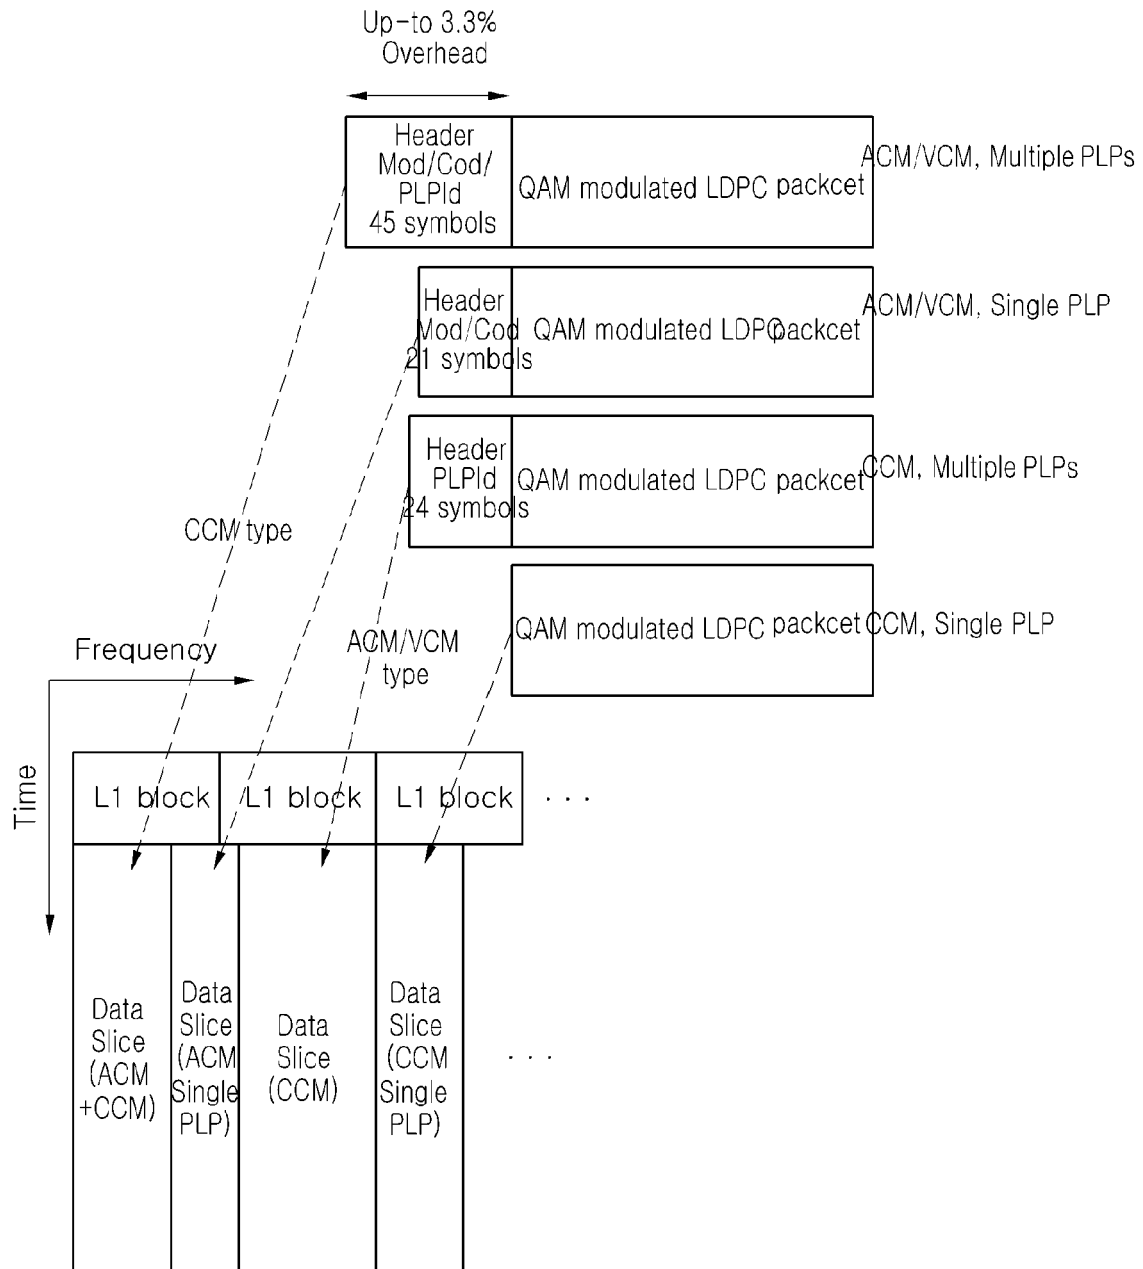 Up-to 3.3%
Overhead
Header
Mod/Cod/
PLPId
45 symbols
QAM modulated LDPC packcet
ACM/VCM, Multiple PLPs
Header
Mod/Cod
21 symbols
QAM modulated LDPC packcet
ACM/VCM, Single PLP
Header
PLPId
24 symbols
QAM modulated LDPC packcet
CCM, Multiple PLPs
CCM type
QAM modulated LDPC packcet
CCM, Single PLP
ACM/VCM
type
Frequency
Time
L1 block
L1 block
L1 block
. . .
Data
Slice
(ACM
+CCM)
Data
Slice
(ACM
Single
PLP)
Data
Slice
(CCM)
Data
Slice
(CCM
Single
PLP)
. . .